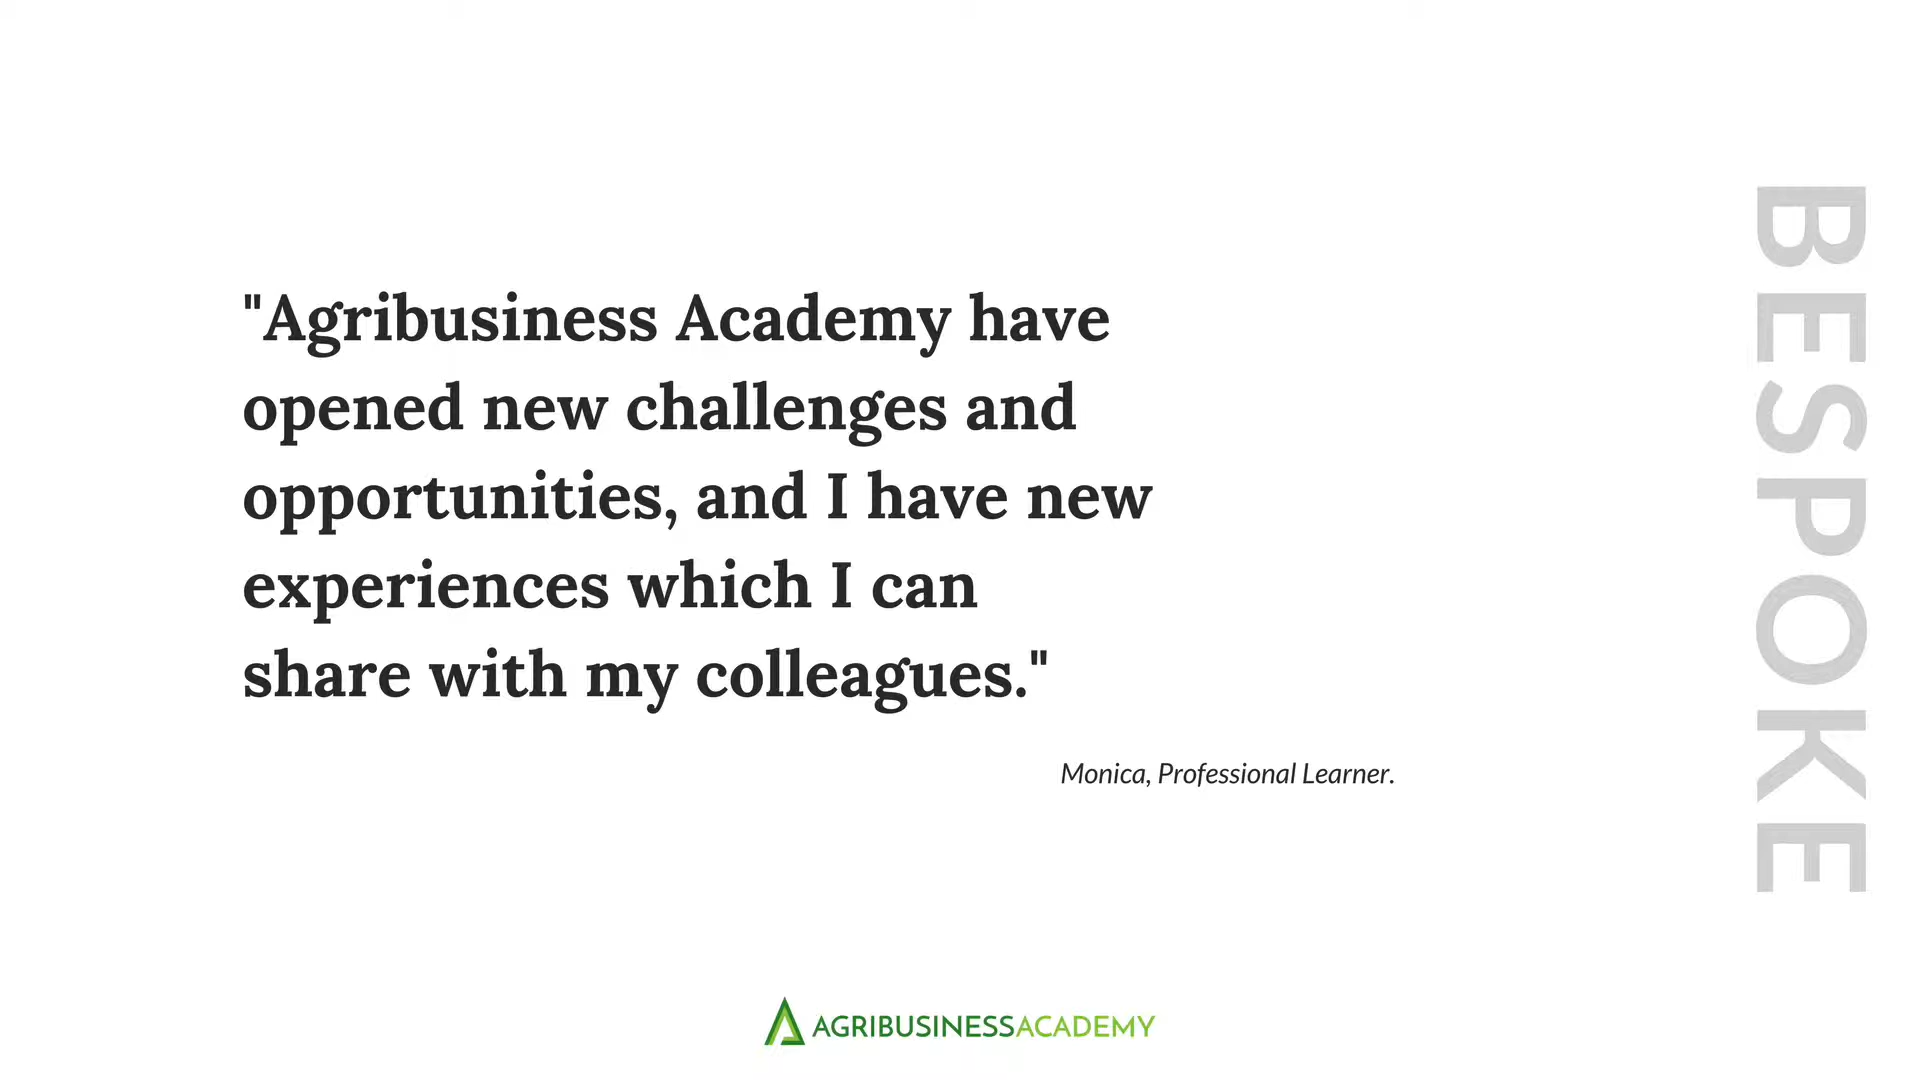 "Agribusiness Academy have
opened new challenges and
opportunities, and I have new
experiences which I can
share with my colleagues."
Monica, Professional Learner.
BESPOKE
AGRIBUSINESSACADEMY